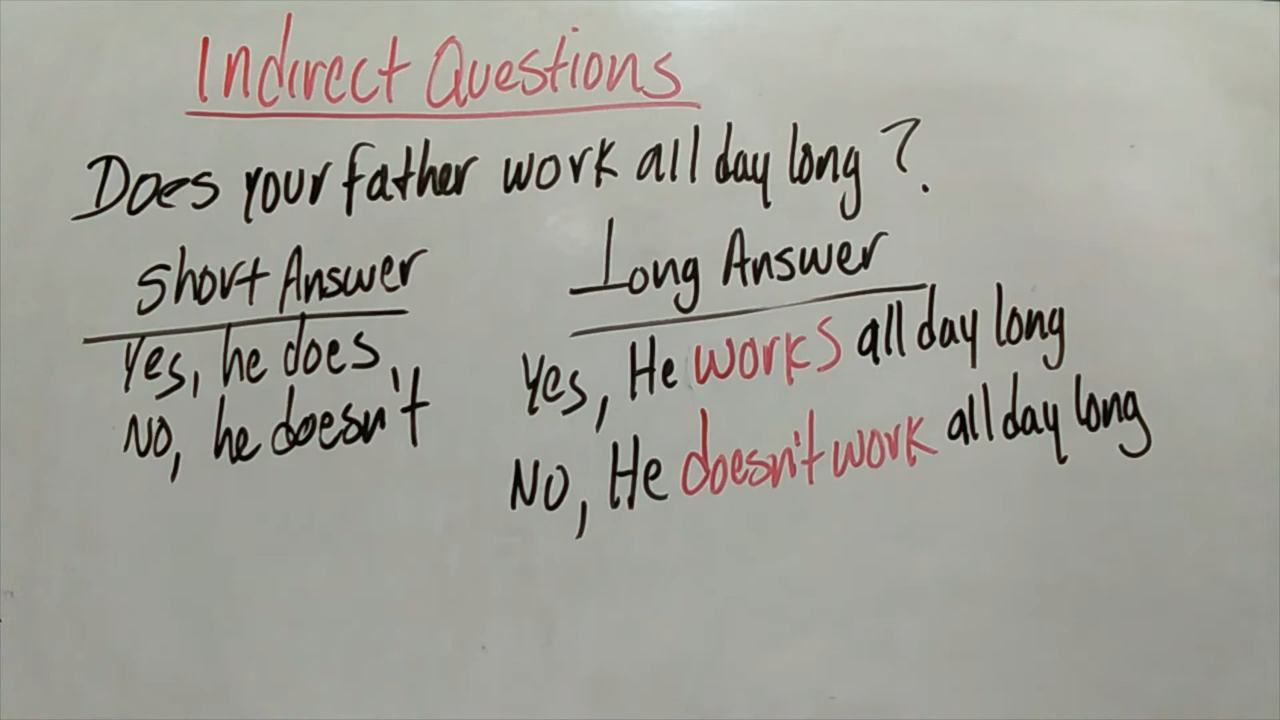 Indirect Questions
Does your father work all day long?
Short Answer
Yes, he does
No, he doesn't
Long Answer
Yes, He works all day long
No, He doesn't work all day long